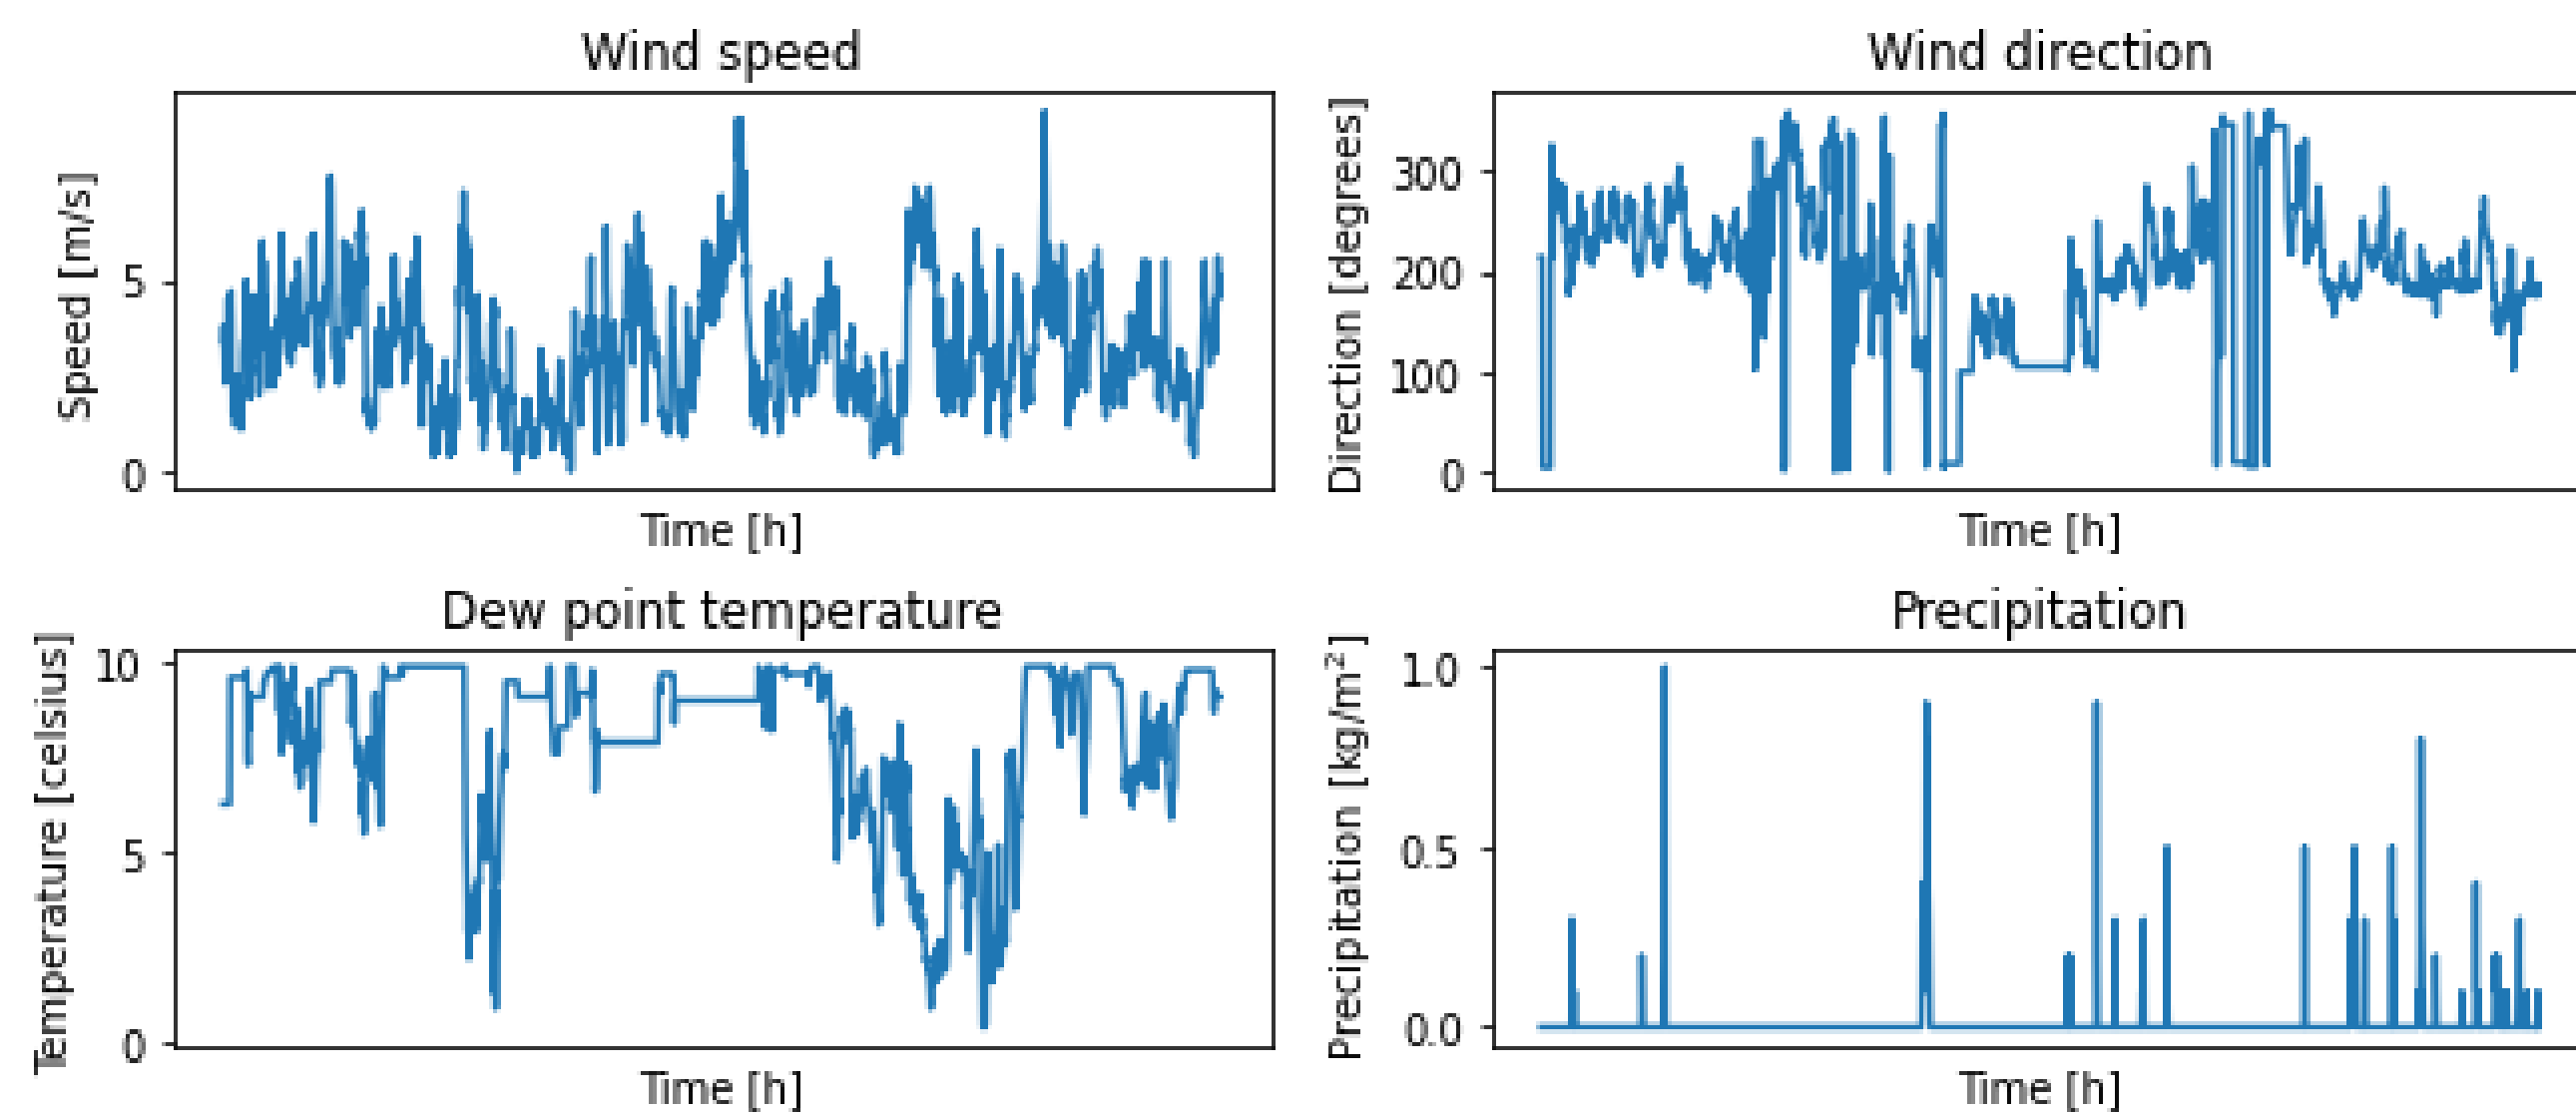 Wind speed
Speed [m/s]
5
0
Time [h]
Wind direction
Direction [degrees]
300
200
100
0
Time [h]
Dew point temperature
Temperature [celsius]
10
5
0
Time [h]
Precipitation
Precipitation [kg/m²]
1.0
0.5
0.0
Time [h]